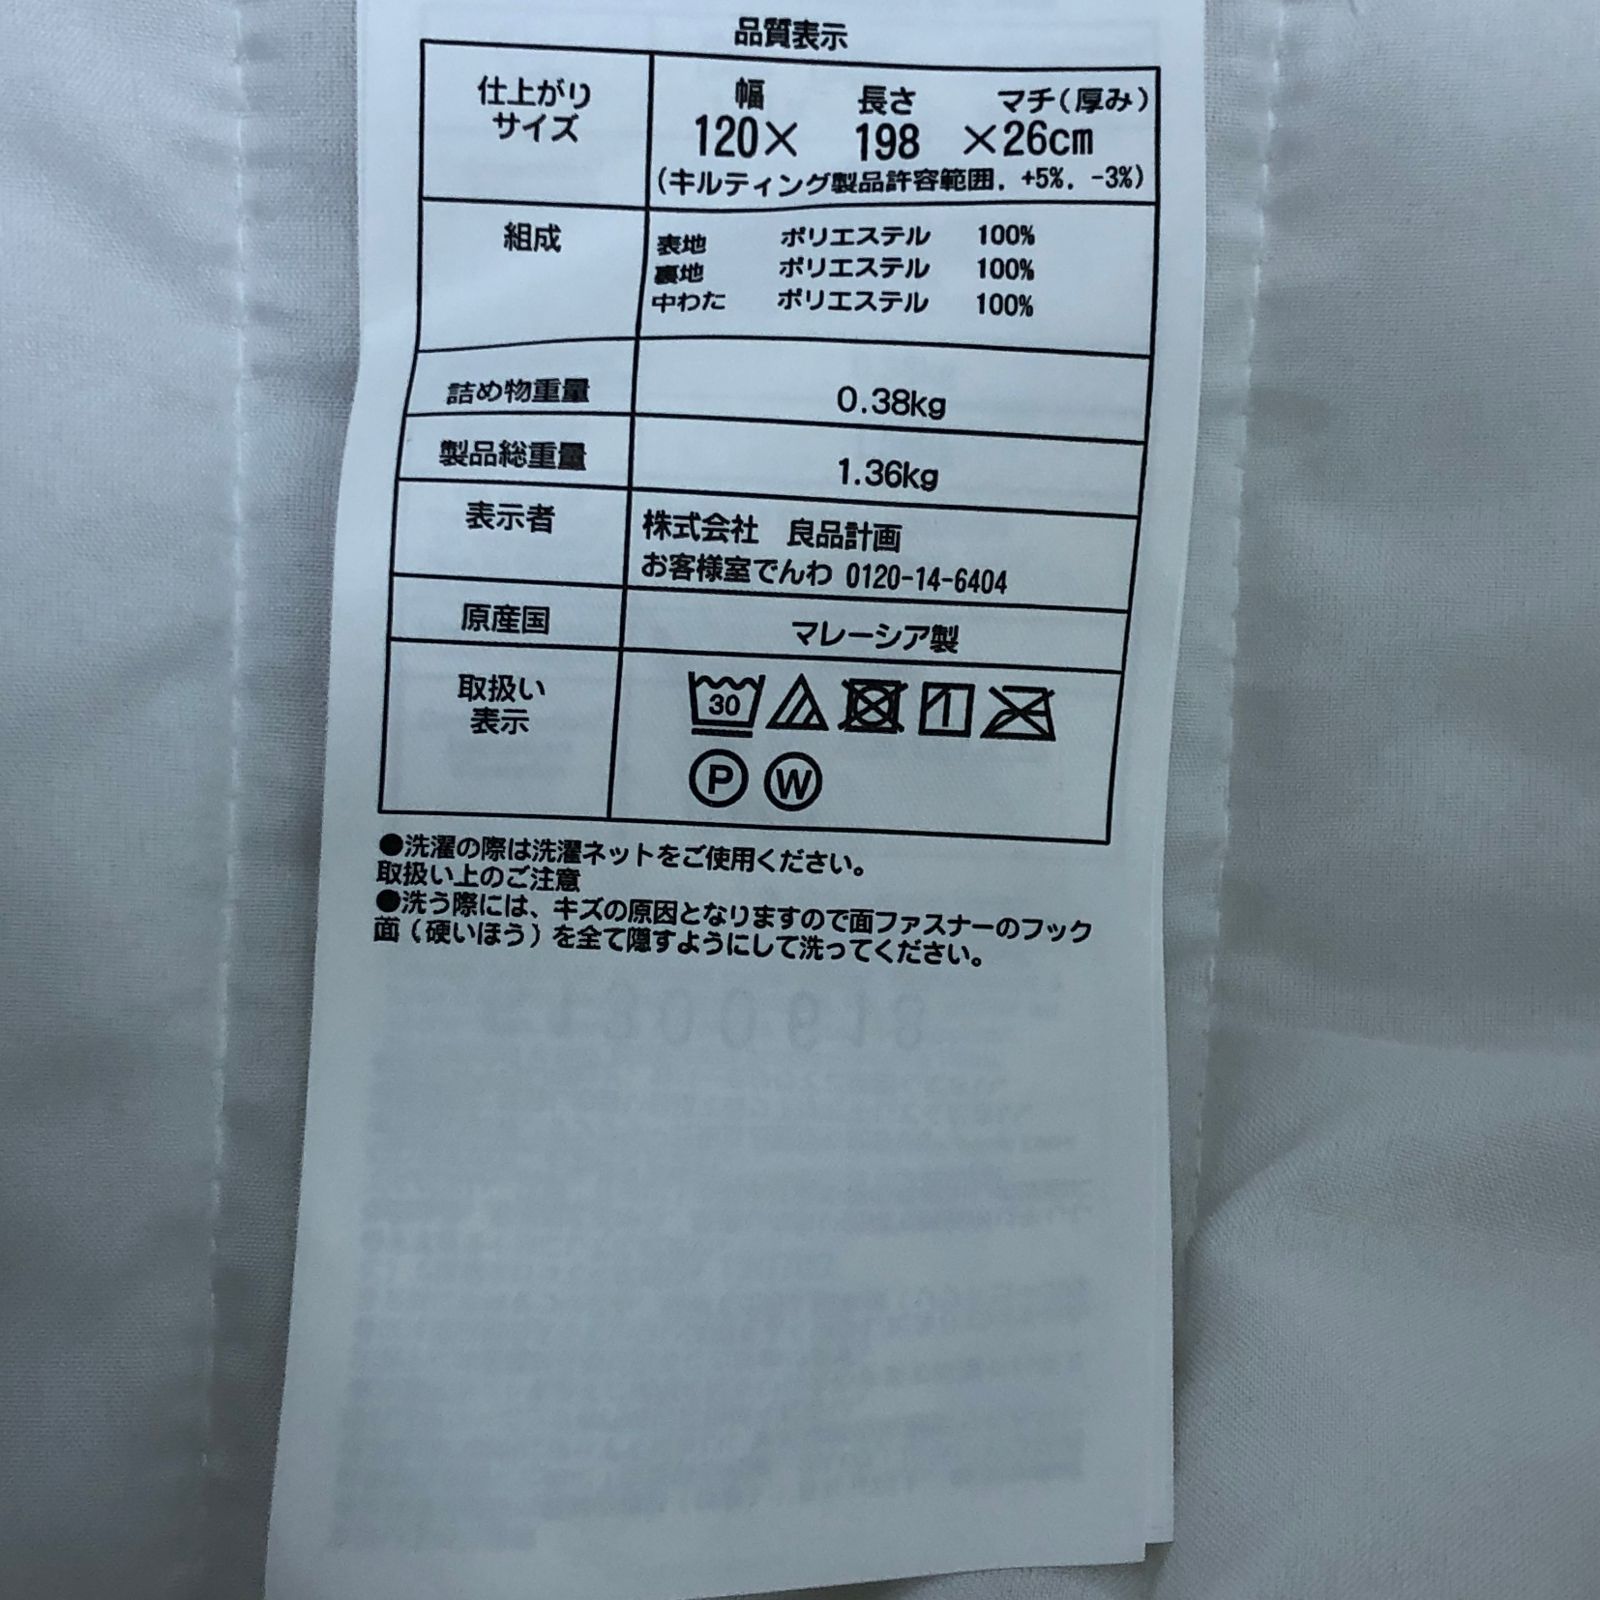 品質表示
仕上がり
サイズ
幅 長さ マチ(厚み)
120× 198 ×26cm
(キルティング製品許容範囲. +5%. -3%)
組成
表地 ポリエステル 100%
裏地 ポリエステル 100%
中わた ポリエステル 100%
詰め物重量 0.38kg
製品総重量 1.36kg
表示者
株式会社 良品計画
お客様室でんわ 0120-14-6404
原産国 マレーシア製
取扱い
表示
30
P W
●洗濯の際は洗濯ネットをご使用ください。
取扱い上のご注意
●洗う際には、キズの原因となりますので面ファスナーのフック
面(硬いほう)を全て隠すようにして洗ってください。